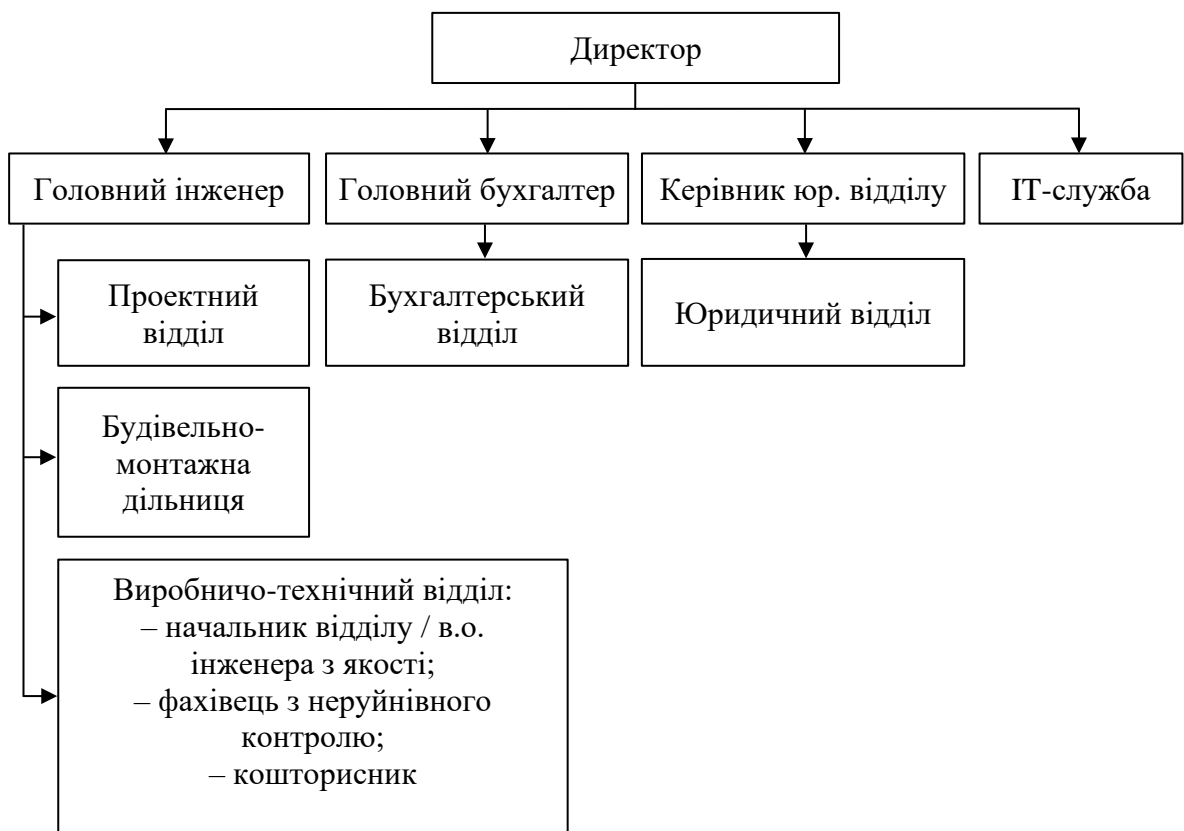 Директор
Головний інженер
Головний бухгалтер
Керівник юр. відділу
ІТ-служба
Проектний
відділ
Бухгалтерський
відділ
Юридичний відділ
Будівельно-
монтажна
дільниця
Виробничо-технічний відділ:
– начальник відділу / в.о.
інженера з якості;
– фахівець з неруйнівного
контролю;
– кошторисник